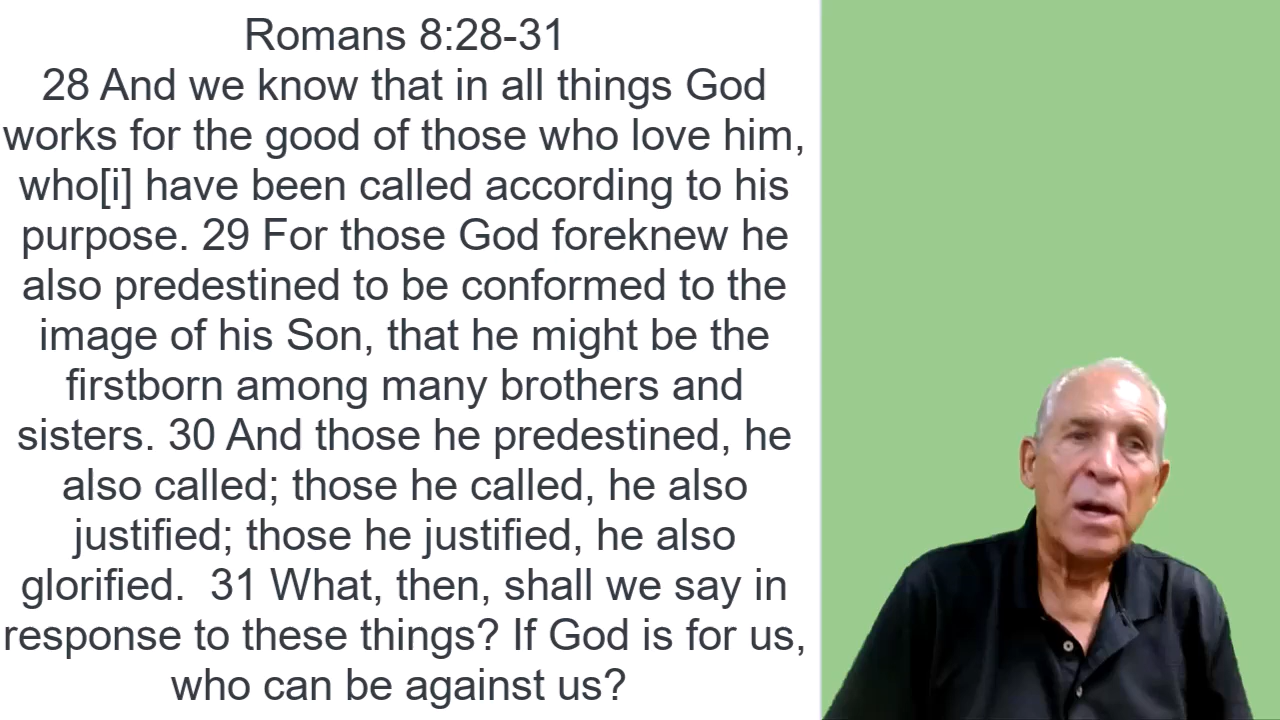 Romans 8:28-31
28 And we know that in all things God
works for the good of those who love him,
who[i] have been called according to his
purpose. 29 For those God foreknew he
also predestined to be conformed to the
image of his Son, that he might be the
firstborn among many brothers and
sisters. 30 And those he predestined, he
also called; those he called, he also
justified; those he justified, he also
glorified.  31 What, then, shall we say in
response to these things? If God is for us,
who can be against us?